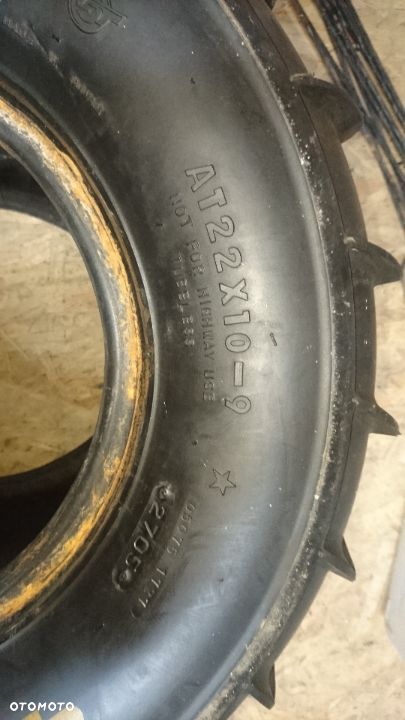 AT22X10-9
NOT FOR HIGHWAY USE
TUBELESS
2705
OTOMOTO